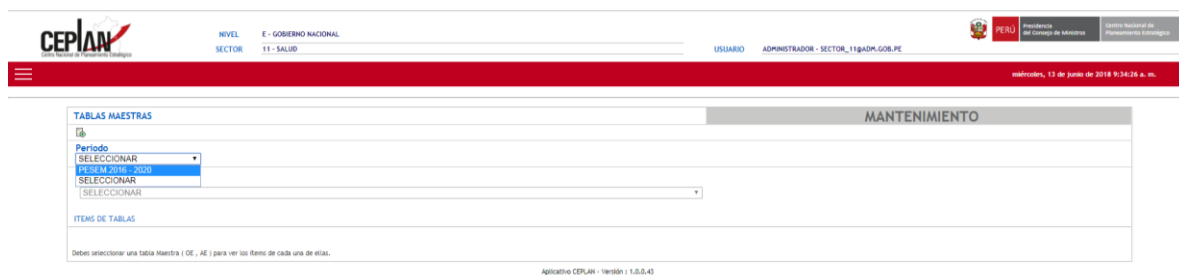 CEPLAN
Centro Nacional de Planeamiento Estratégico
NIVEL E - GOBIERNO NACIONAL
SECTOR 11 - SALUD
USUARIO ADMINISTRADOR - SECTOR_11@ADM.GOB.PE
PERÚ
Presidencia
del Consejo de Ministros
Centro Nacional de
Planeamiento Estratégico
miércoles, 13 de junio de 2018 9:34:26 a. m.
TABLAS MAESTRAS
MANTENIMIENTO
Periodo
SELECCIONAR
PESEM.2016 - 2020
SELECCIONAR
SELECCIONAR
ITEMS DE TABLAS
Debes seleccionar una tabla Maestra ( OE , AE ) para ver los ítems de cada una de ellas.
Aplicativo CEPLAN - Versión : 1.0.0.43